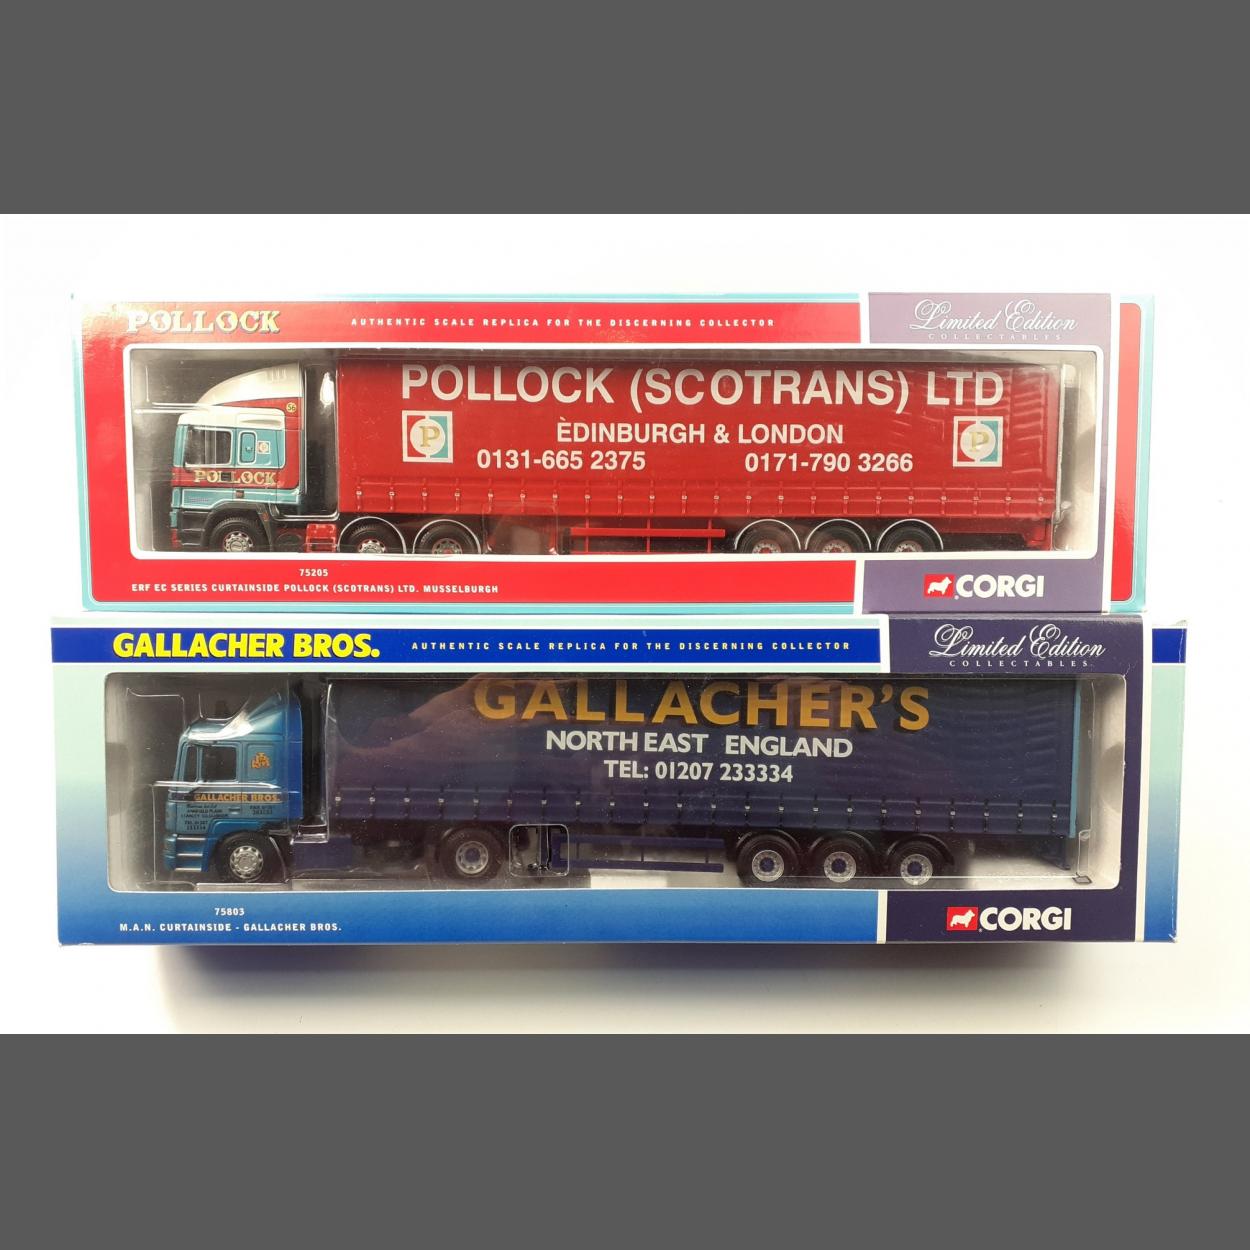 POLLOCK
AUTHENTIC SCALE REPLICA FOR THE DISCERNING COLLECTOR
Limited Edition
COLLECTABLES
POLLOCK (SCOTRANS) LTD
P
EDINBURGH & LONDON
P
0131-665 2375 0171-790 3266
56
POLLOCK
75205
ERF EC SERIES CURTAINSIDE POLLOCK (SCOTRANS) LTD. MUSSELBURGH
CORGI
GALLACHER BROS.
AUTHENTIC SCALE REPLICA FOR THE DISCERNING COLLECTOR
Limited Edition
COLLECTABLES
GALLACHER'S
NORTH EAST ENGLAND
TEL: 01207 233334
GALLACHER BROS.
75803
M.A.N. CURTAINSIDE - GALLACHER BROS.
CORGI